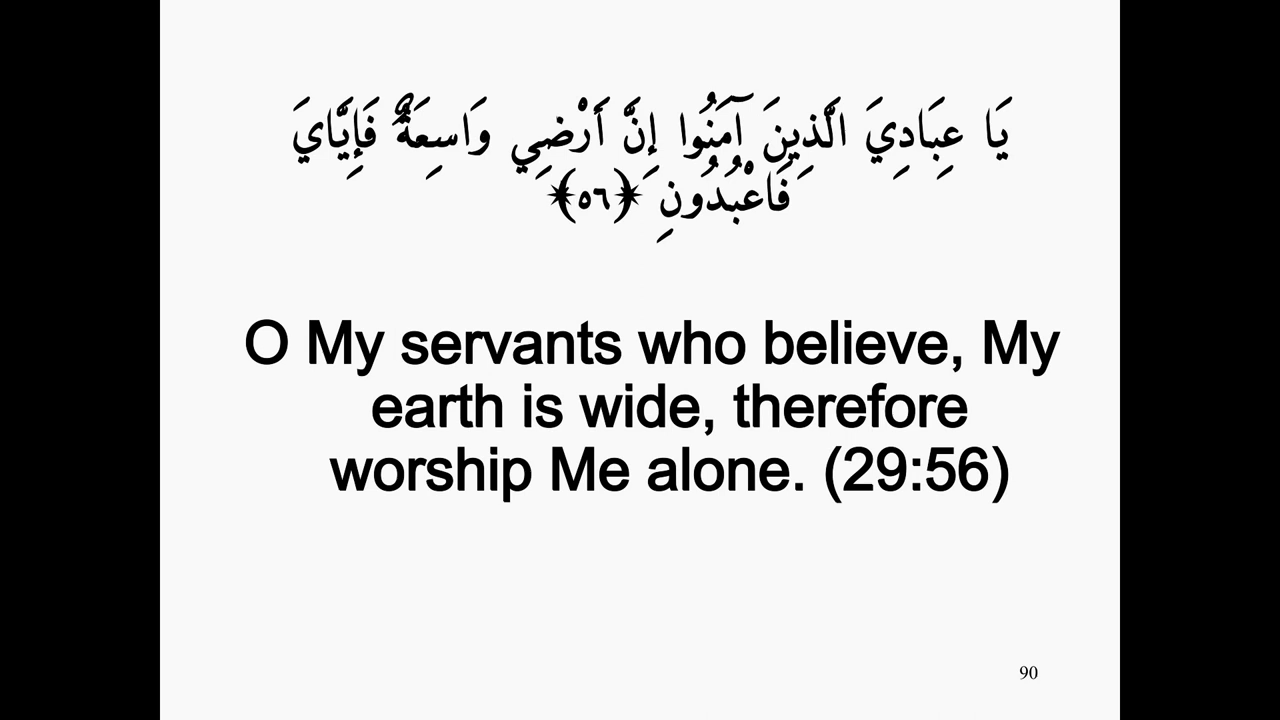 يَا عِبَادِيَ الَّذِينَ آمَنُوا إِنَّ أَرْضِي وَاسِعَةٌ فَإِيَّايَ
فَاعْبُدُونِ ﴿٥٦﴾
O My servants who believe, My
earth is wide, therefore
worship Me alone. (29:56)
90